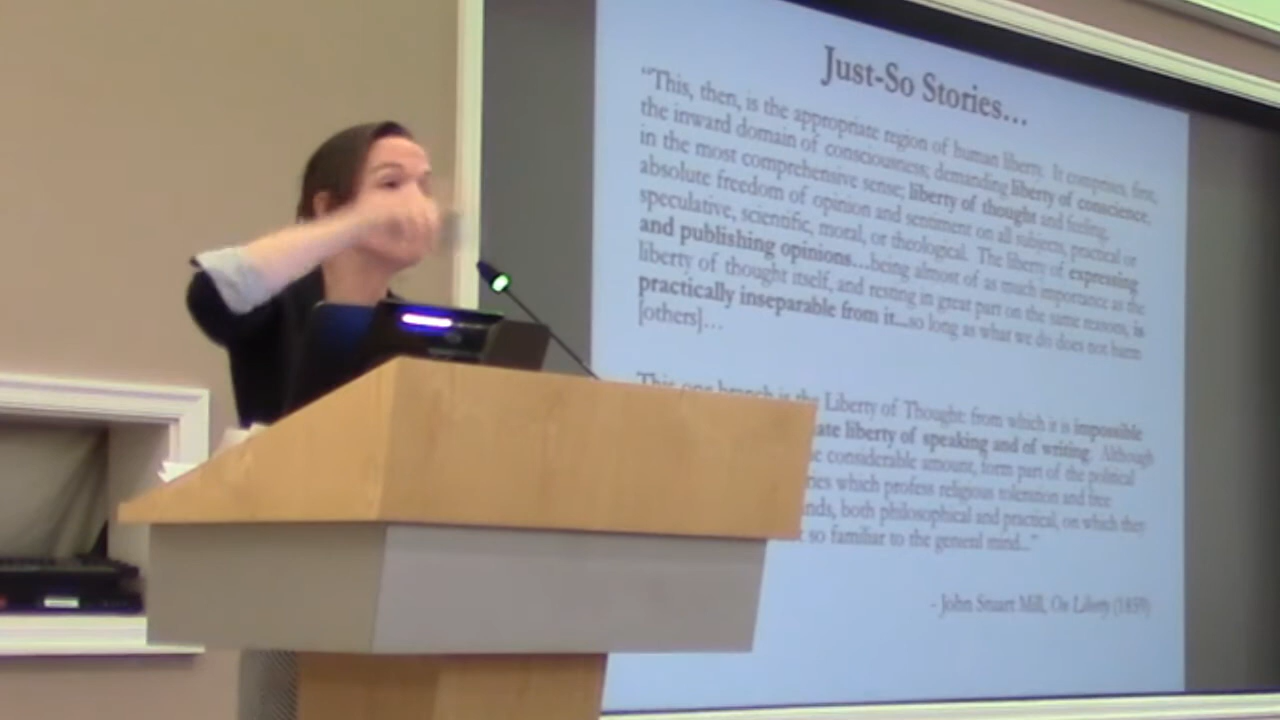 Just-So Stories…
“This, then, is the appropriate region of human liberty. It comprises, first,
the inward domain of consciousness; demanding liberty of conscience,
in the most comprehensive sense; liberty of thought and feeling,
absolute freedom of opinion and sentiment on all subjects, practical or
speculative, scientific, moral, or theological. The liberty of expressing
and publishing opinions…being almost of as much importance as the
liberty of thought itself, and resting in great part on the same reasons, is
practically inseparable from it...so long as what we do does not harm
[others]…
This one branch is the Liberty of Thought: from which it is impossible
liberty of speaking and of writing. Although
considerable amount, form part of the political
which profess religious toleration and free
both philosophical and practical, on which they
so familiar to the general mind...”
- John Stuart Mill, On Liberty (1859)